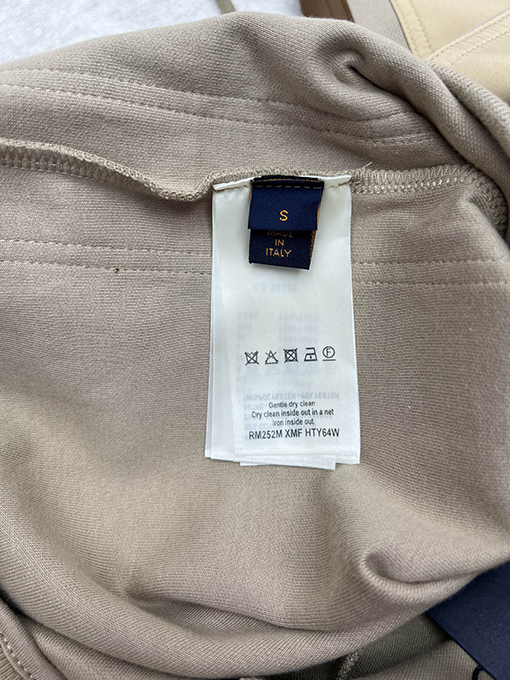 S
MADE
IN
ITALY
Gentle dry clean
Dry clean inside out in a net
Iron inside out.
RM252M XMF HTY64W